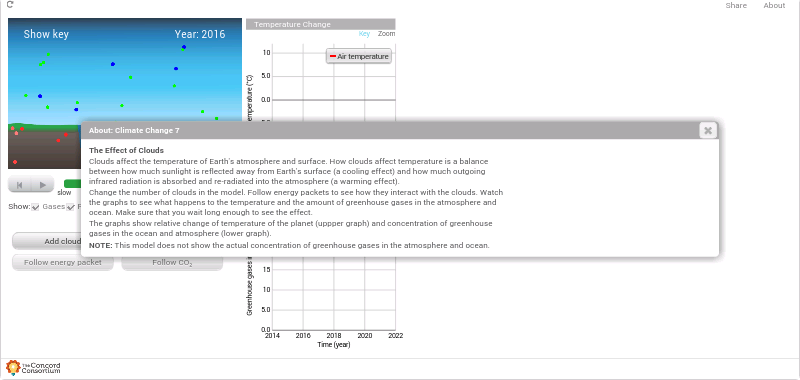 Share About
Show key Year: 2016
Temperature Change
Key Zoom
Air temperature
10
5.0
0.0
About: Climate Change 7
The Effect of Clouds
Clouds affect the temperature of Earth's atmosphere and surface. How clouds affect temperature is a balance
between how much sunlight is reflected away from Earth's surface (a cooling effect) and how much outgoing
infrared radiation is absorbed and re-radiated into the atmosphere (a warming effect).
Change the number of clouds in the model. Follow energy packets to see how they interact with the clouds. Watch
the graphs to see what happens to the temperature and the amount of greenhouse gases in the atmosphere and
ocean. Make sure that you wait long enough to see the effect.
The graphs show relative change of temperature of the planet (uppper graph) and concentration of greenhouse
gases in the ocean and atmosphere (lower graph).
NOTE: This model does not show the actual concentration of greenhouse gases in the atmosphere and ocean.
slow
Show: Gases
Add cloud
Follow energy packet Follow CO2
Greenhouse gases
15
10
5.0
0.0
2014 2016 2018 2020 2022
Time (year)
The Concord
Consortium